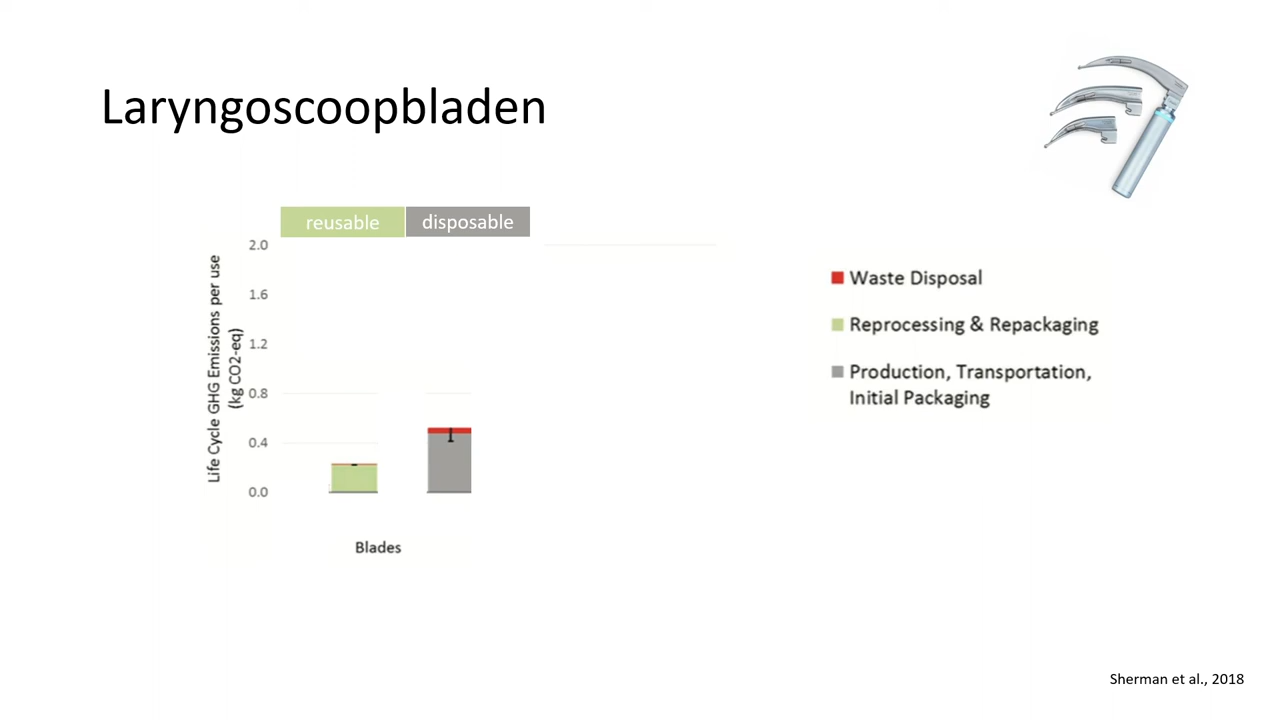 Laryngoscoopbladen
reusable
disposable
Life Cycle GHG Emissions per use
(kg CO2-eq)
2.0
1.6
1.2
0.8
0.4
0.0
Blades
Waste Disposal
Reprocessing & Repackaging
Production, Transportation,
Initial Packaging
Sherman et al., 2018